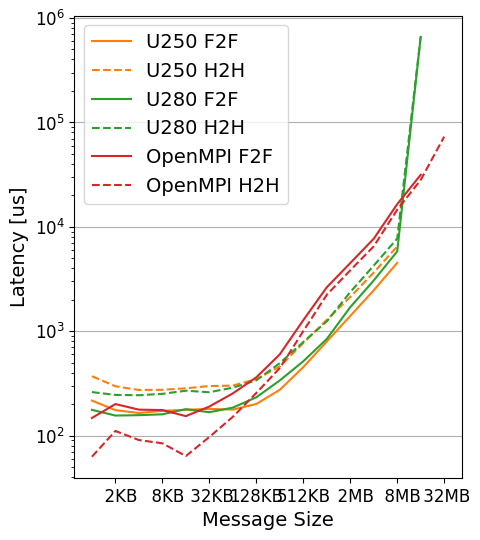 10^6
10^5
10^4
10^3
10^2
Latency [us]
U250 F2F
U250 H2H
U280 F2F
U280 H2H
OpenMPI F2F
OpenMPI H2H
2KB 8KB 32KB 128KB 512KB 2MB 8MB 32MB
Message Size